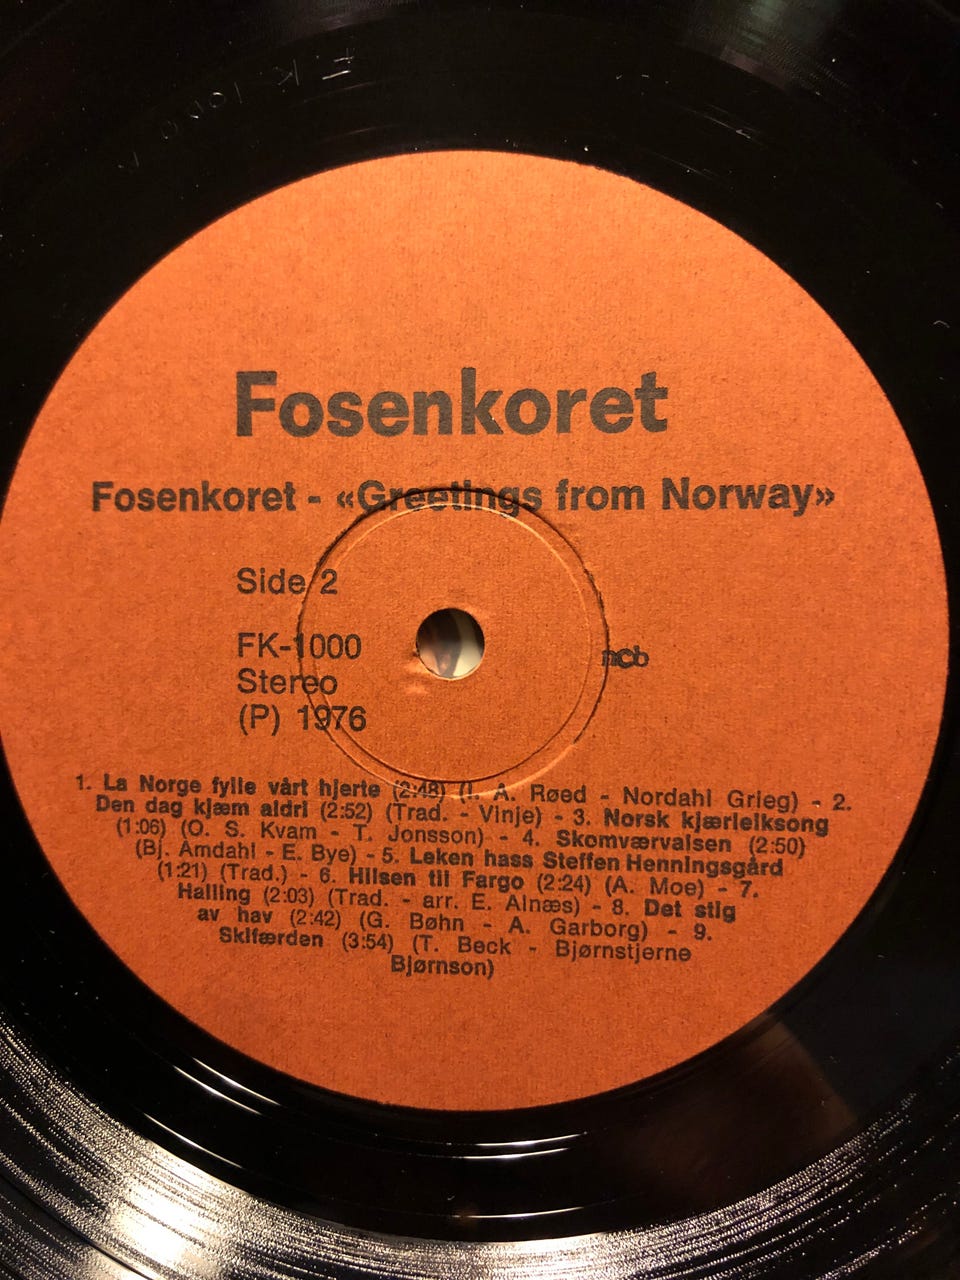 F.K. 1000
Fosenkoret
Fosenkoret - «Greetings from Norway»
Side 2
FK-1000
ncb
Stereo
(P) 1976
1. La Norge fylle vårt hjerte (2:48) (I. A. Røed - Nordahl Grieg) - 2.
Den dag kjæm aldri (2:52) (Trad. - Vinje) - 3. Norsk kjærleiksong
(1:06) (O. S. Kvam - T. Jonsson) - 4. Skomværvalsen (2:50)
(Bj. Amdahl - E. Bye) - 5. Leken hass Steffen Henningsgård
(1:21) (Trad.) - 6. Hilsen til Fargo (2:24) (A. Moe) - 7.
Halling (2:03) (Trad. - arr. E. Alnæs) - 8. Det stig
av hav (2:42) (G. Bøhn - A. Garborg) - 9.
Skifærden (3:54) (T. Beck - Bjørnstjerne
Bjørnson)